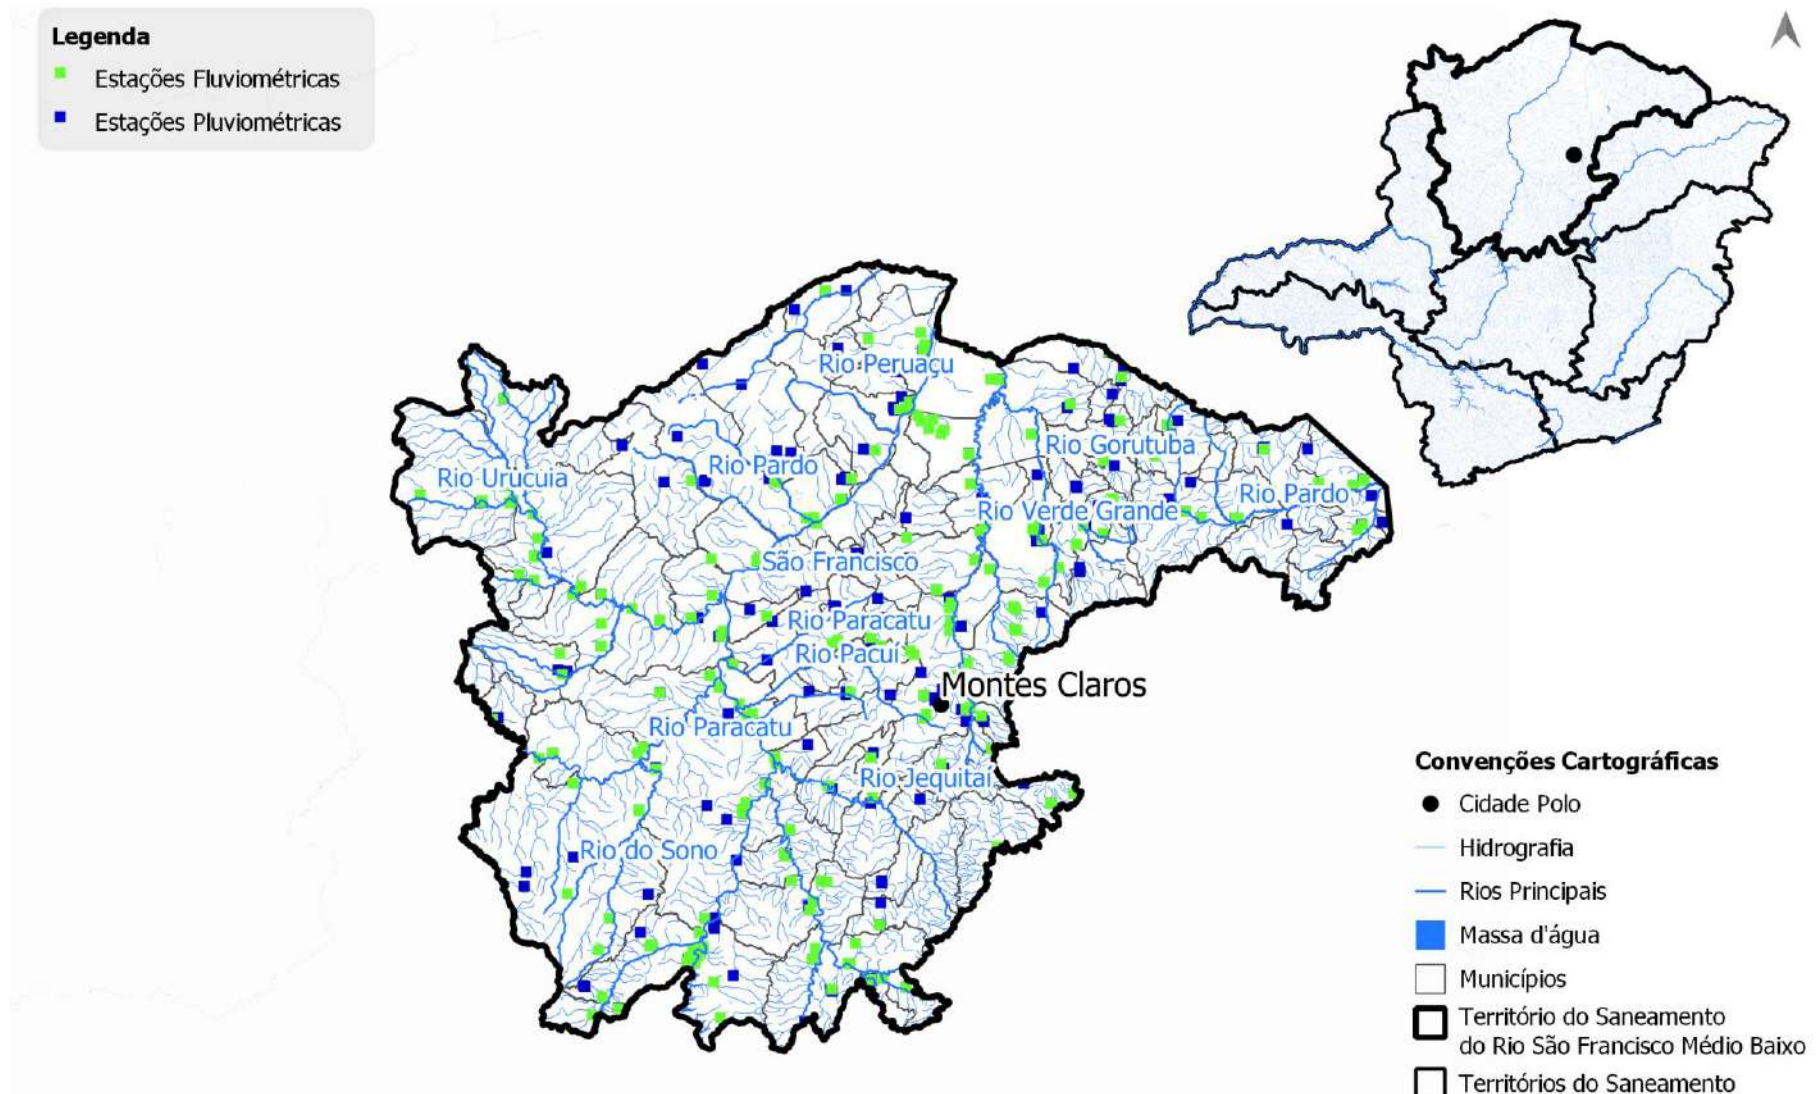 Legenda
Estações Fluviométricas
Estações Pluviométricas
Rio Peruaçu
Rio Gorutuba
Rio Pardo
Rio Urucuia
Rio Pardo
Rio Verde Grande
São Francisco
Rio Paracatu
Rio Pacuí
Montes Claros
Rio Paracatu
Rio Jequitaí
Rio do Sono
Convenções Cartográficas
Cidade Polo
Hidrografia
Rios Principais
Massa d'água
Municípios
Território do Saneamento
do Rio São Francisco Médio Baixo
Territórios do Saneamento